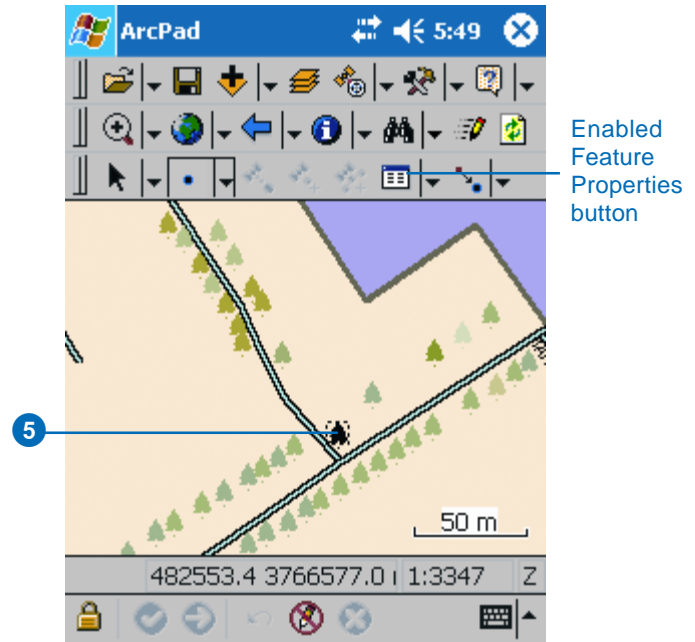 ArcPad
5:49
Enabled
Feature
Properties
button
5
50 m
482553.4 3766577.0
1:3347
Z